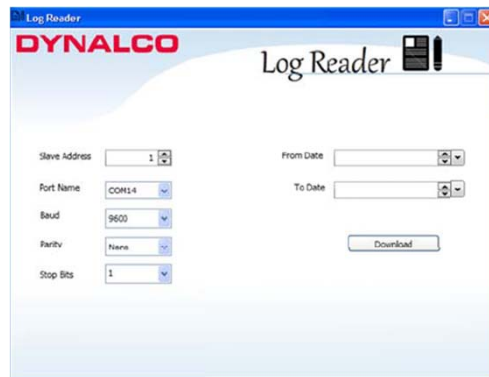 Log Reader
DYNALCO
Log Reader
Slave Address 1
Port Name COM14
Baud 9600
Parity None
Stop Bits 1
From Date
To Date
Download